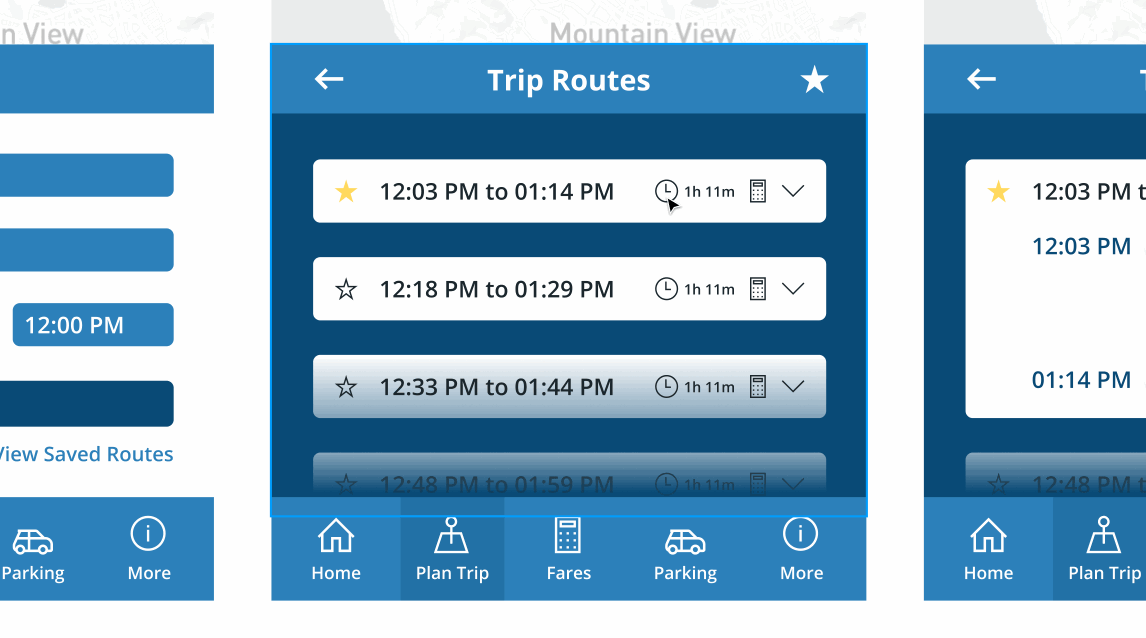 n View
12:00 PM
View Saved Routes
Parking
More
Mountain View
Trip Routes
12:03 PM to 01:14 PM 1h 11m
12:18 PM to 01:29 PM 1h 11m
12:33 PM to 01:44 PM 1h 11m
12:48 PM to 01:59 PM 1h 11m
Home
Plan Trip
Fares
Parking
More
T
12:03 PM t
12:03 PM
01:14 PM
12:48 PM t
Home
Plan Trip